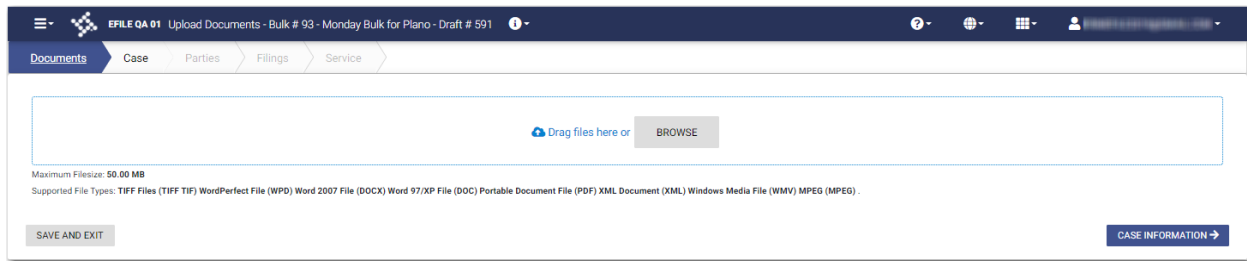 EFILE QA 01 Upload Documents - Bulk # 93 - Monday Bulk for Plano - Draft # 591
Documents Case Parties Filings Service
Drag files here or BROWSE
Maximum Filesize: 50.00 MB
Supported File Types: TIFF Files (TIFF TIF) WordPerfect File (WPD) Word 2007 File (DOCX) Word 97/XP File (DOC) Portable Document File (PDF) XML Document (XML) Windows Media File (WMV) MPEG (MPEG) .
SAVE AND EXIT CASE INFORMATION